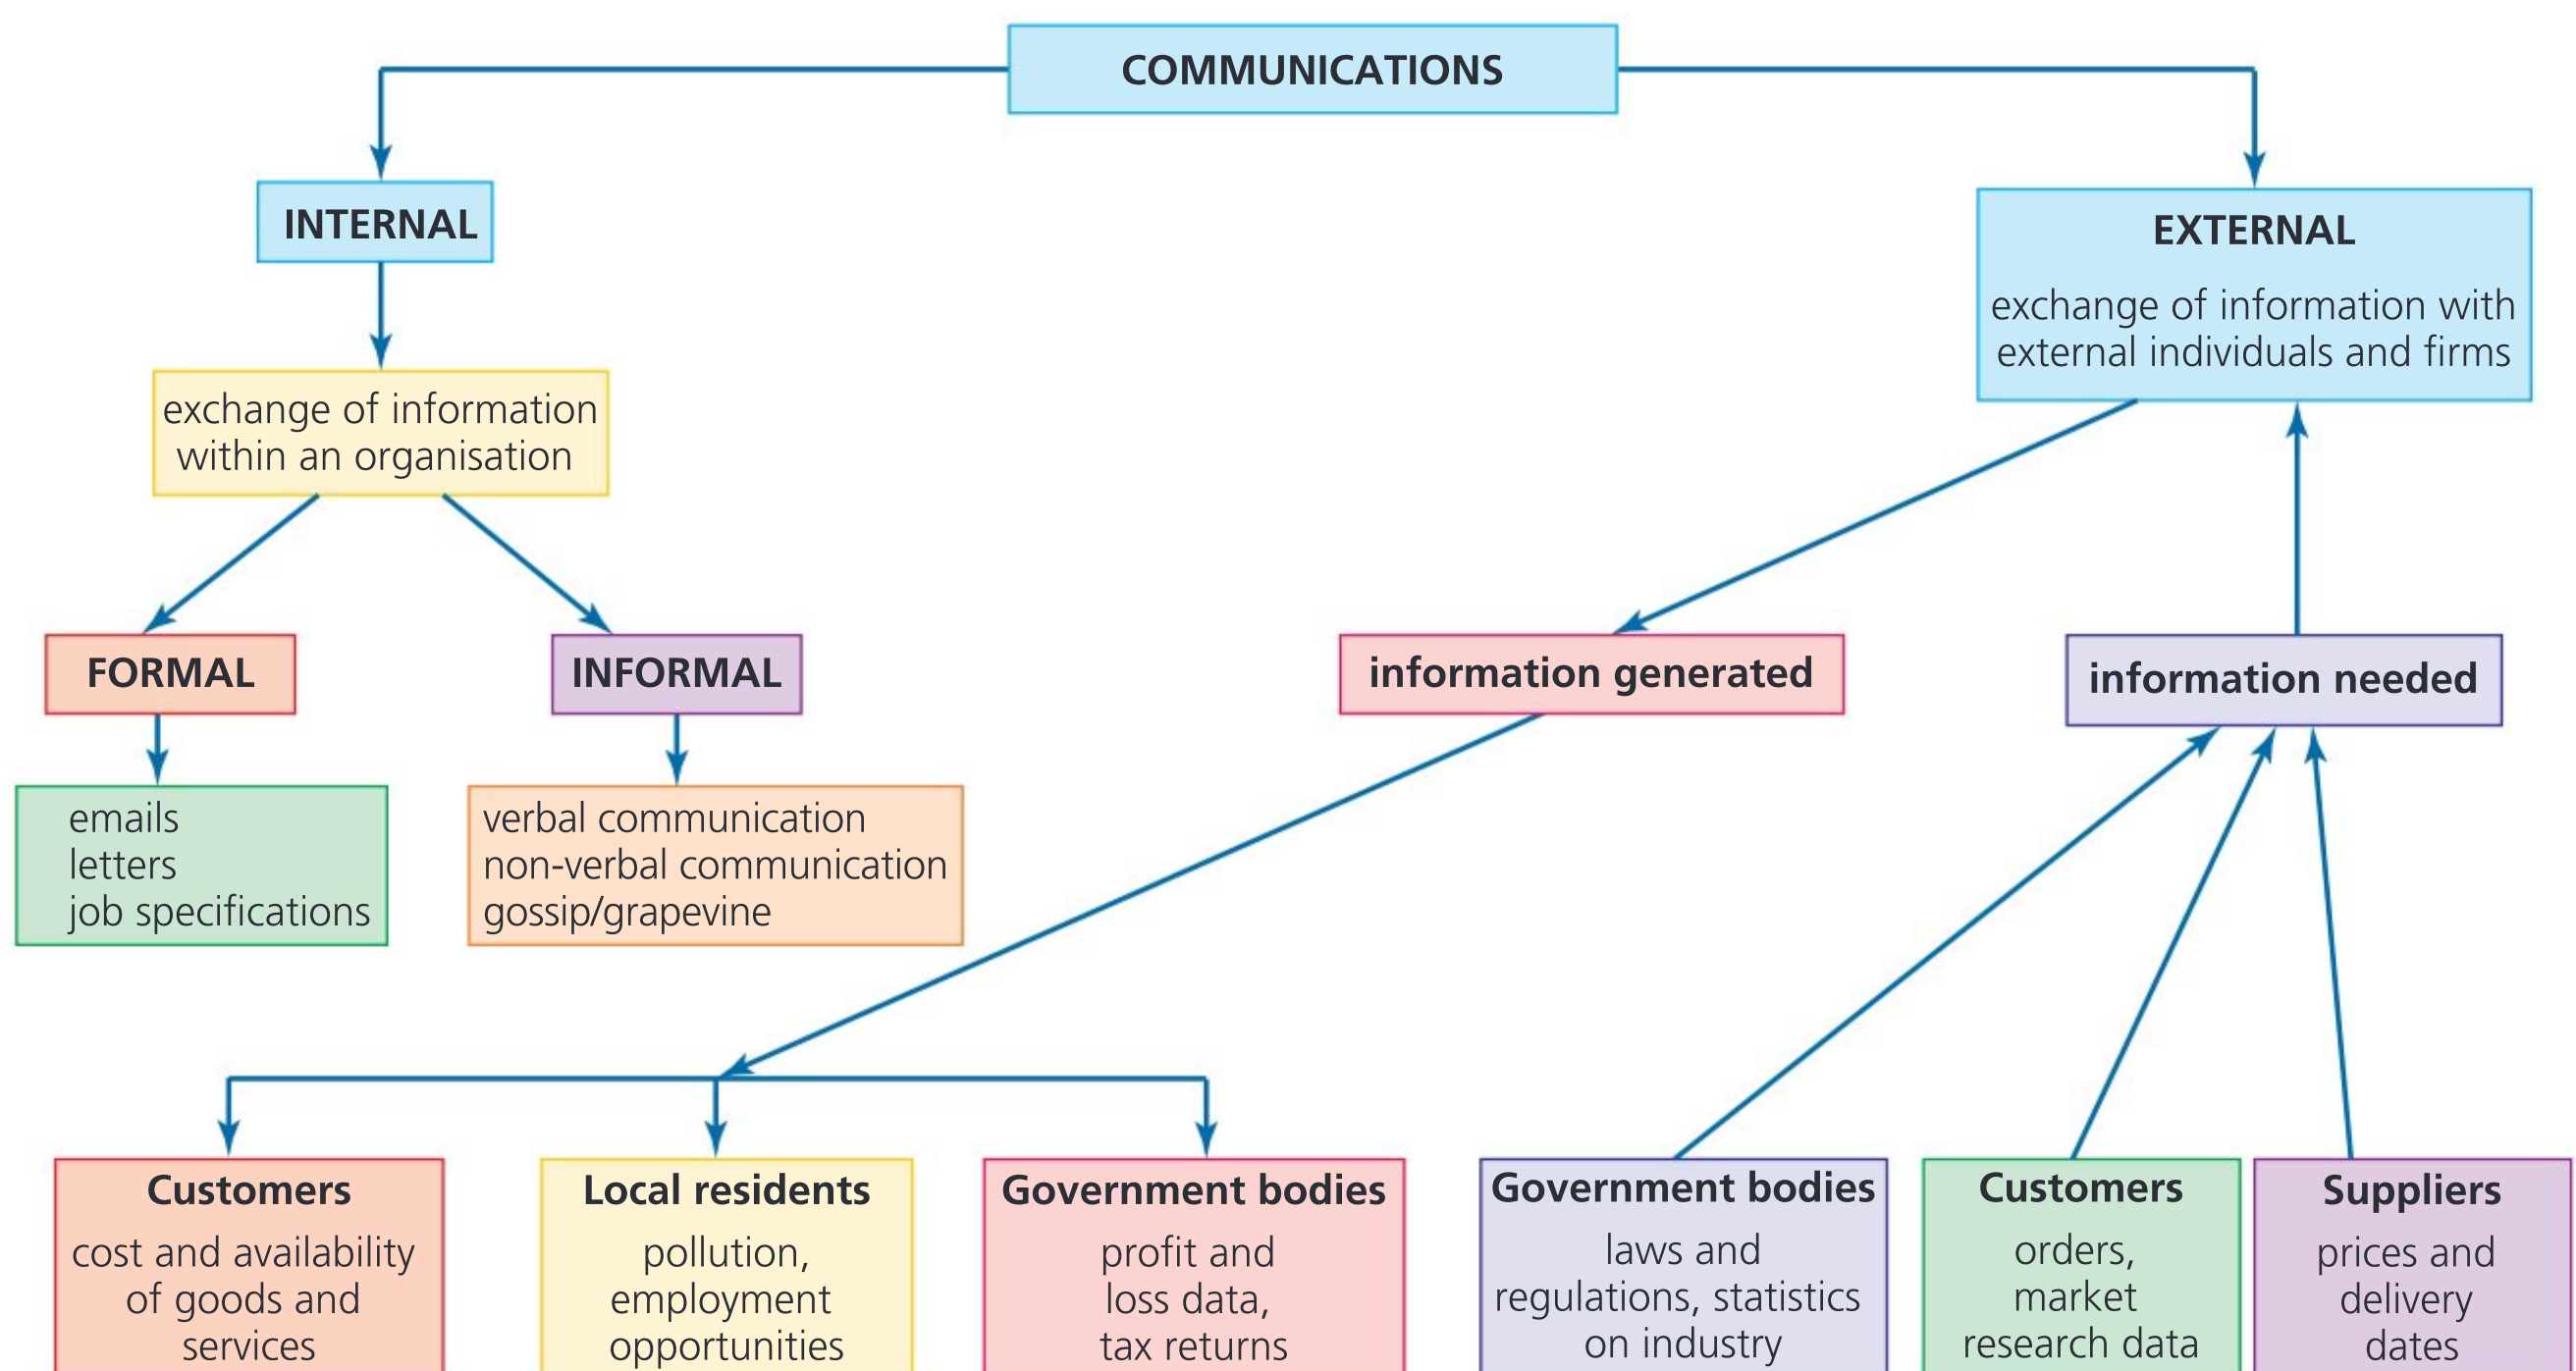 COMMUNICATIONS
INTERNAL
exchange of information
within an organisation
FORMAL
emails
letters
job specifications
INFORMAL
verbal communication
non-verbal communication
gossip/grapevine
EXTERNAL
exchange of information with
external individuals and firms
information generated
information needed
Customers
cost and availability
of goods and
services
Local residents
pollution,
employment
opportunities
Government bodies
profit and
loss data,
tax returns
Government bodies
laws and
regulations, statistics
on industry
Customers
orders,
market
research data
Suppliers
prices and
delivery
dates